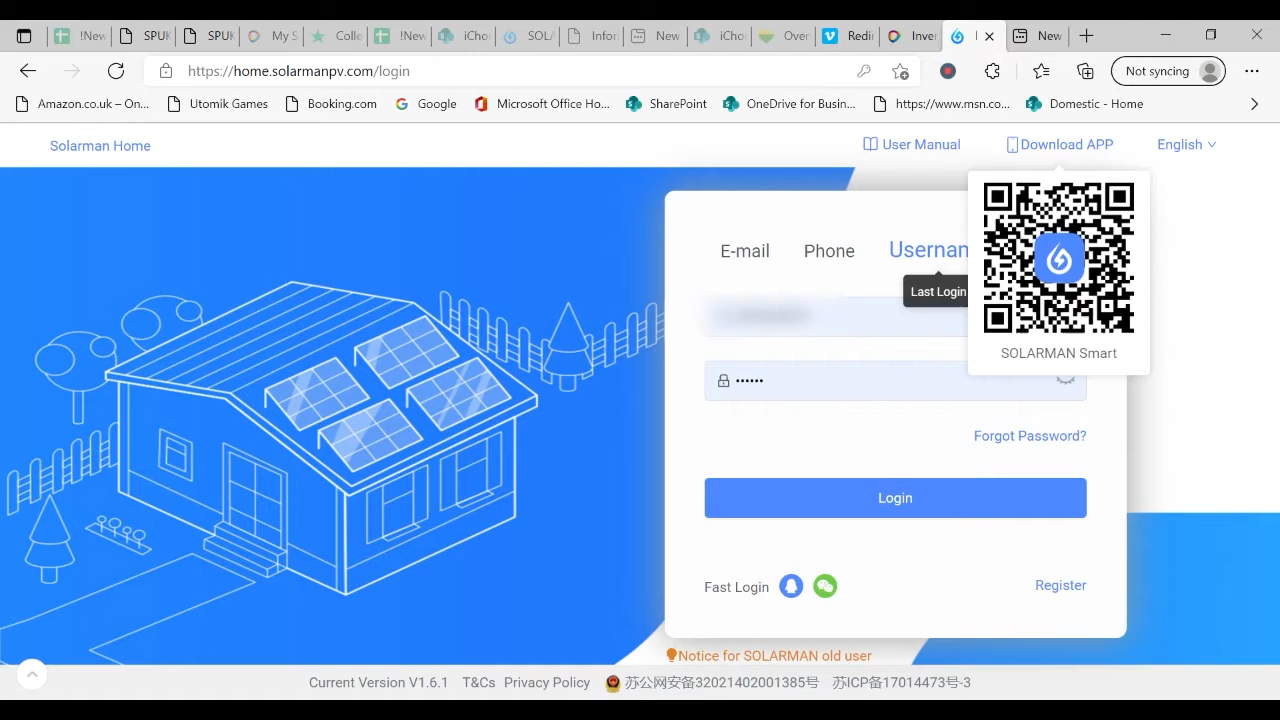 !New
SPUK
SPUK
My S
Colle
!New
iCho
SOLA
Infor
New
iCho
Over
Redir
Inver
New
https://home.solarmanpv.com/login
Not syncing
Amazon.co.uk – On...
Utomik Games
Booking.com
Google
Microsoft Office Ho...
SharePoint
OneDrive for Busin...
https://www.msn.co...
Domestic - Home
Solarman Home
User Manual
Download APP
English
E-mail
Phone
Usernam
Last Login
SOLARMAN Smart
Forgot Password?
Login
Fast Login
Register
Notice for SOLARMAN old user
Current Version V1.6.1 T&Cs Privacy Policy 苏公网安备32021402001385号 苏ICP备17014473号-3